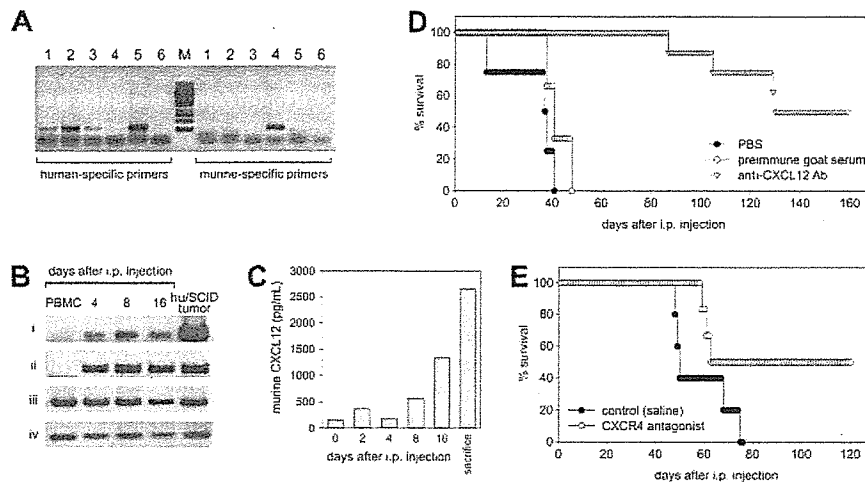 A
1 2 3 4 5 6 M 1 2 3 4 5 6
human-specific primers
murine-specific primers
B
days after i.p. Injection
PBMC 4 8 16 hu/SCID tumor
i
ii
iii
iv
C
murine CXCL12 (pg/mL)
3000
2500
2000
1500
1000
500
0
0 2 4 8 16 sacrifice
days after i.p. injection
D
% survival
100
80
60
40
20
0
PBS
preimmune goat serum
anti-CXCL12 Ab
0 20 40 60 80 100 120 140 160
days after i.p. injection
E
% survival
100
80
60
40
20
0
control (saline)
CXCR4 antagonist
0 20 40 60 80 100 120
days after i.p. injection